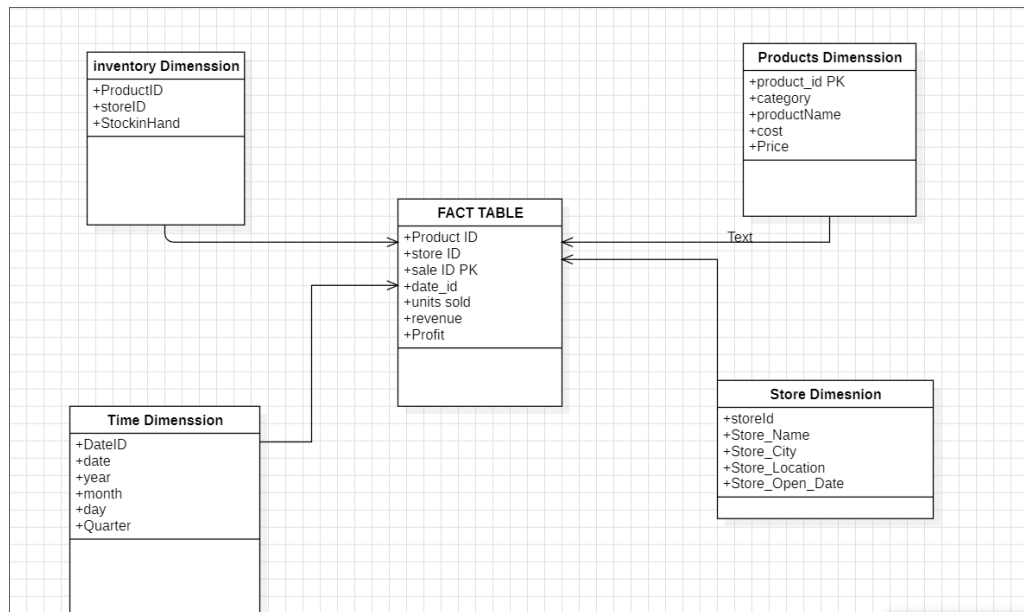 inventory Dimenssion
+ProductID
+storeID
+StockinHand
Products Dimenssion
+product_id PK
+category
+productName
+cost
+Price
FACT TABLE
+Product ID
+store ID
+sale ID PK
+date_id
+units sold
+revenue
+Profit
Text
Time Dimenssion
+DateID
+date
+year
+month
+day
+Quarter
Store Dimesnion
+storeId
+Store_Name
+Store_City
+Store_Location
+Store_Open_Date